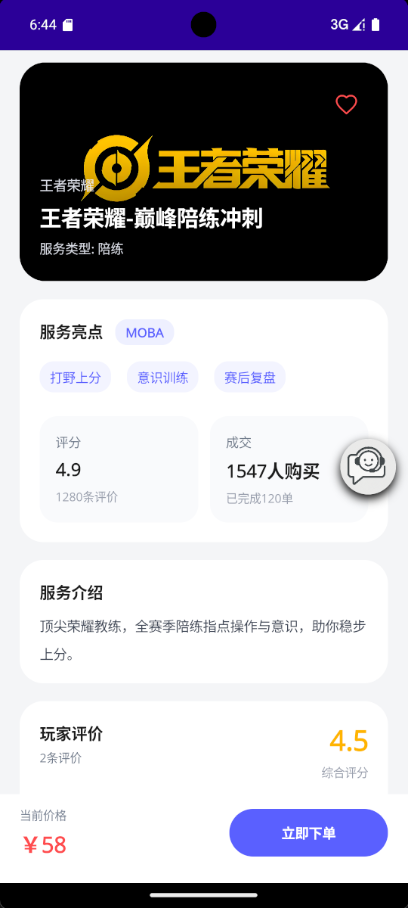 6:44
3G
王者荣耀
王者荣耀
王者荣耀-巅峰陪练冲刺
服务类型: 陪练
服务亮点
MOBA
打野上分
意识训练
赛后复盘
评分
4.9
1280条评价
成交
1547人购买
已完成120单
服务介绍
顶尖荣耀教练，全赛季陪练指点操作与意识，助你稳步
上分。
玩家评价
2条评价
4.5
综合评分
当前价格
￥58
立即下单